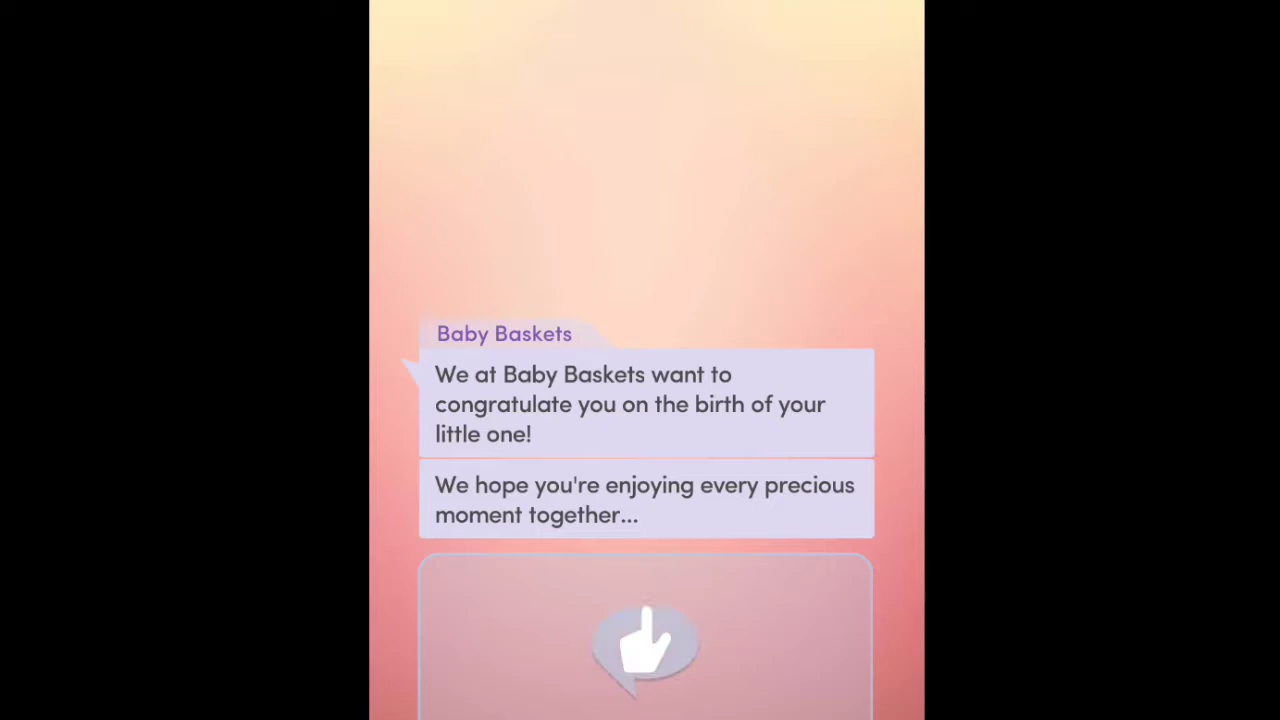 Baby Baskets
We at Baby Baskets want to
congratulate you on the birth of your
little one!
We hope you're enjoying every precious
moment together...